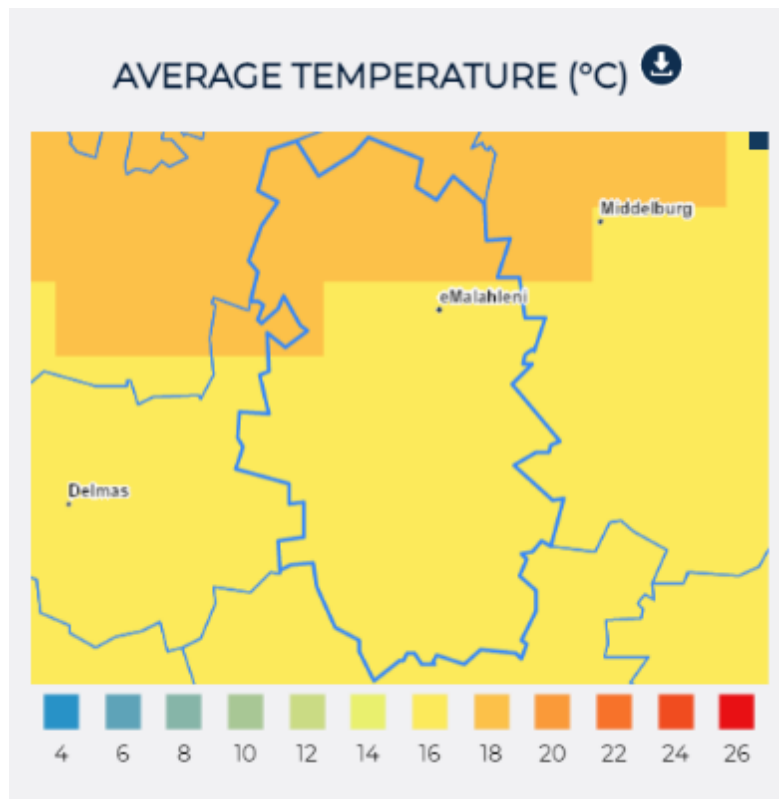 AVERAGE TEMPERATURE (°C)
Middelburg
eMalahleni
Delmas
4 6 8 10 12 14 16 18 20 22 24 26